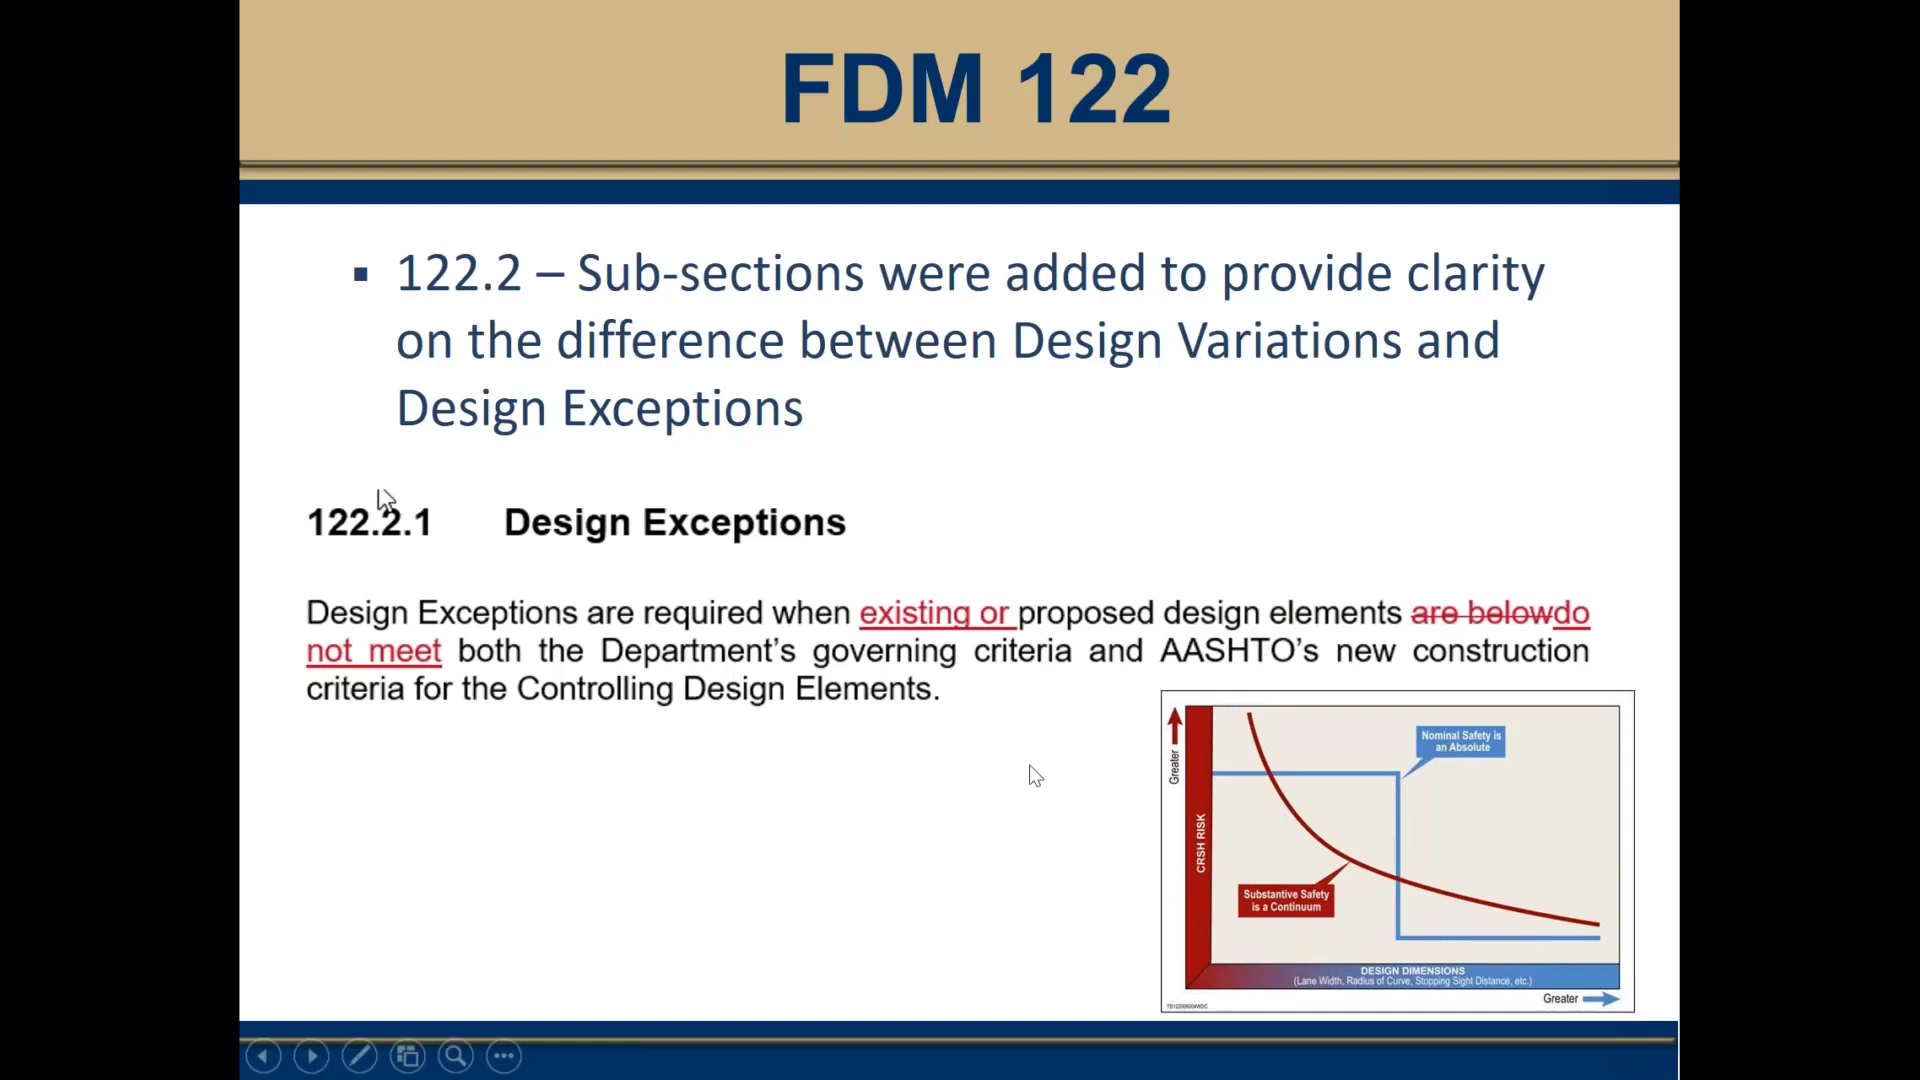 FDM 122
▪ 122.2 – Sub-sections were added to provide clarity
on the difference between Design Variations and
Design Exceptions
122.2.1 Design Exceptions
Design Exceptions are required when existing or proposed design elements are belowdo
not meet both the Department’s governing criteria and AASHTO’s new construction
criteria for the Controlling Design Elements.
Greater
CRSH RISK
Nominal Safety is
an Absolute
Substantive Safety
is a Continuum
DESIGN DIMENSIONS
(Lane Width, Radius of Curve, Stopping Sight Distance, etc.)
Greater